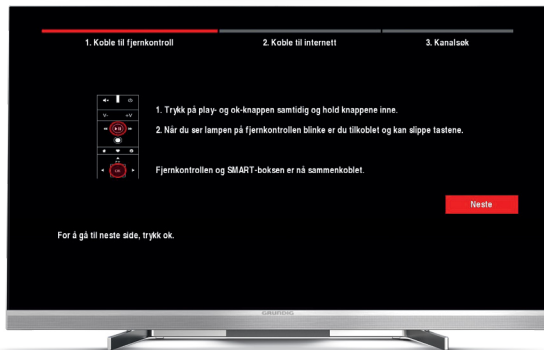 1. Koble til fjernkontroll
2. Koble til internett
3. Kanalsøk
V-
+V
OK
1. Trykk på play- og ok-knappen samtidig og hold knappene inne.
2. Når du ser lampen på fjernkontrollen blinke er du tilkoblet og kan slippe tastene.
Fjernkontrollen og SMART-boksen er nå sammenkoblet.
Neste
For å gå til neste side, trykk ok.
GRUNDIG